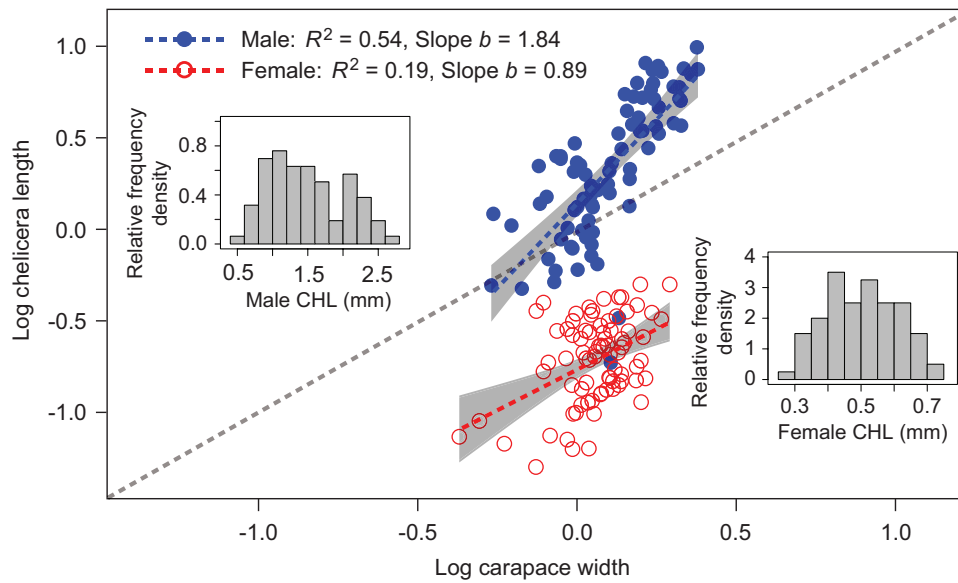 Male: R² = 0.54, Slope b = 1.84
Female: R² = 0.19, Slope b = 0.89
Log chelicera length
1.0
0.5
0.0
-0.5
-1.0
Relative frequency
density
0.8
0.4
0.0
0.5 1.5 2.5
Male CHL (mm)
Relative frequency
density
4
3
2
1
0
0.3 0.5 0.7
Female CHL (mm)
-1.0 -0.5 0.0 0.5 1.0
Log carapace width